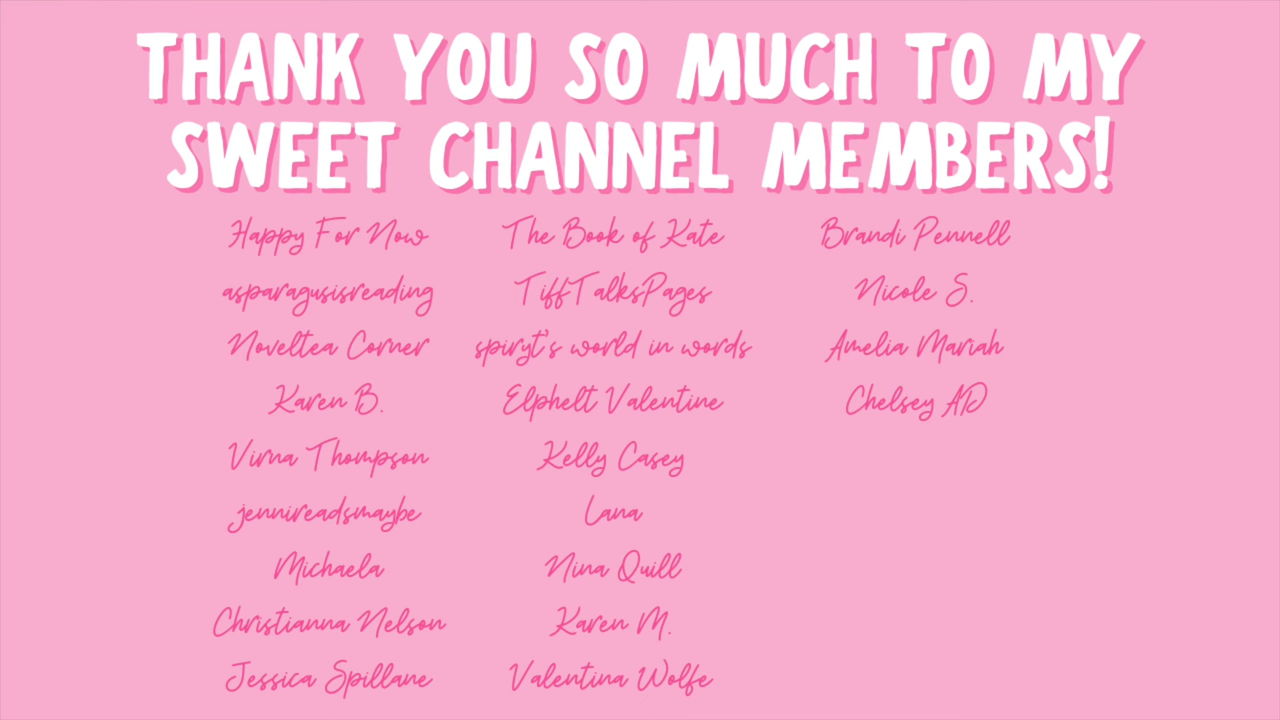 THANK YOU SO MUCH TO MY
SWEET CHANNEL MEMBERS!
Happy For Now
asparagusisreading
Noveltea Corner
Karen B.
Virna Thompson
jennireadsmaybe
Michaela
Christianna Nelson
Jessica Spillane
The Book of Kate
TiffTalksPages
spiryt's world in words
Elphelt Valentine
Kelly Casey
Lana
Nina Quill
Karen M.
Valentina Wolfe
Brandi Pennell
Nicole S.
Amelia Mariah
Chelsey AD